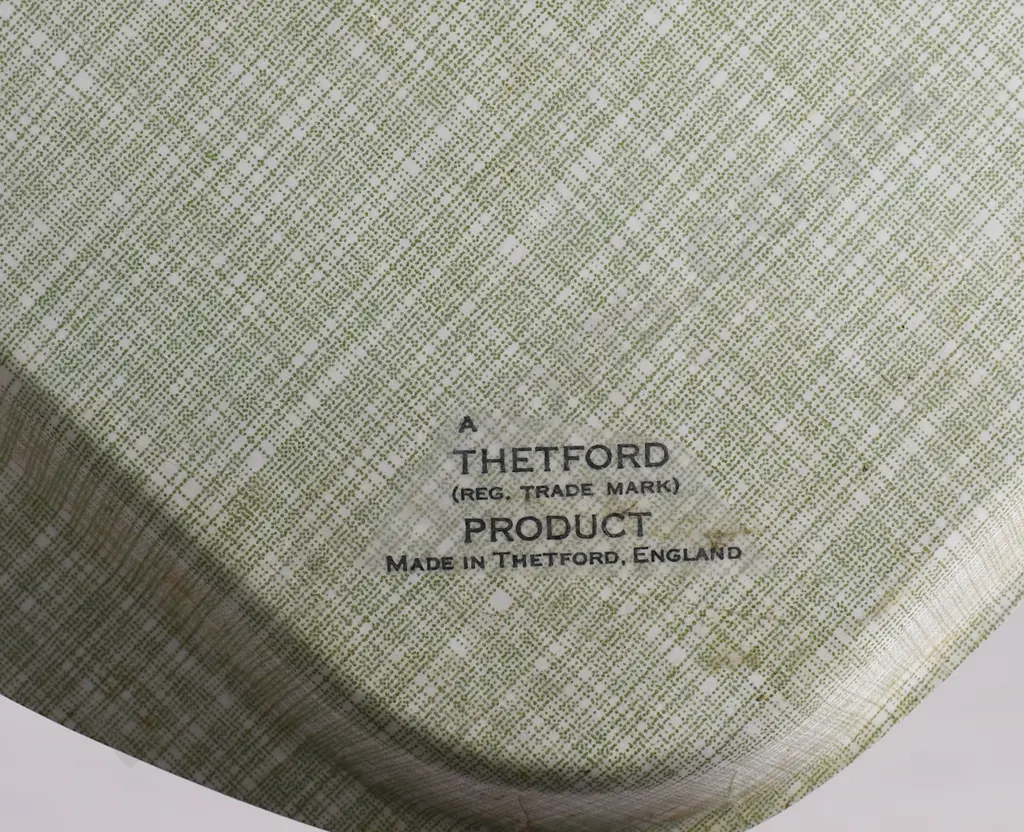 A
THETFORD
(REG. TRADE MARK)
PRODUCT
MADE IN THETFORD, ENGLAND